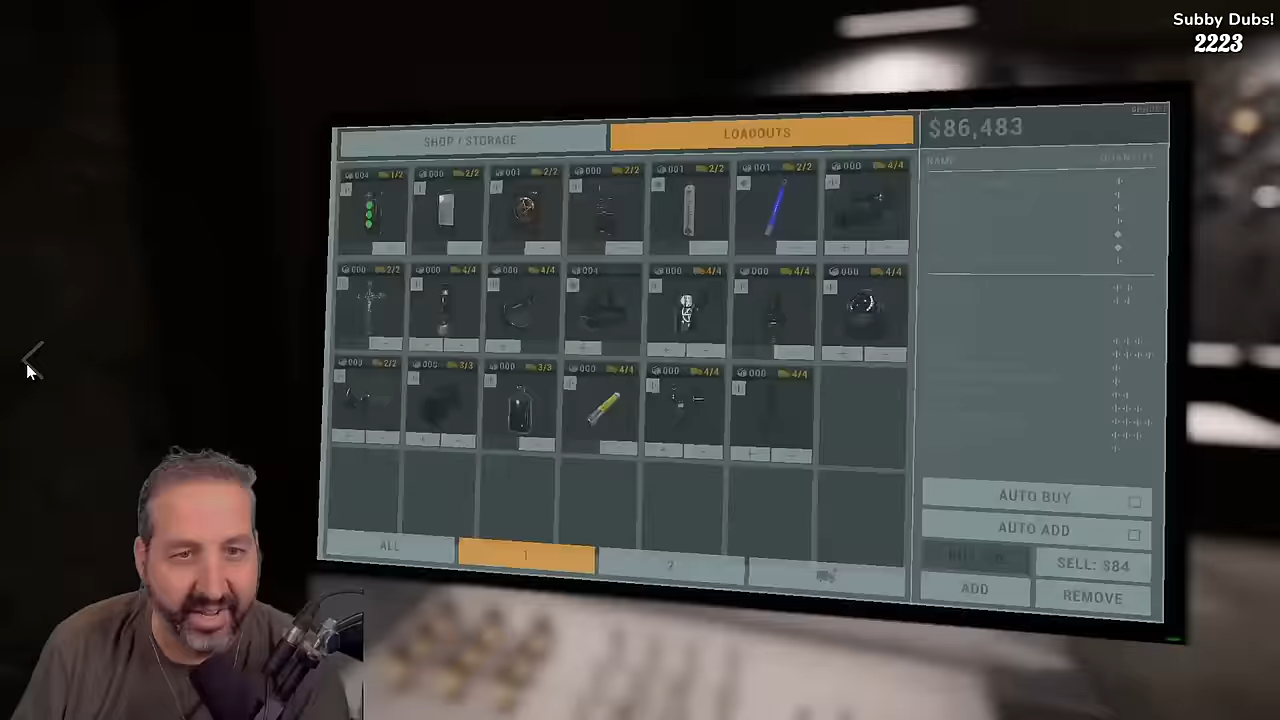 Subby Dubs!
2223
SHOP / STORAGE
LOADOUTS
$86,483
NAME
QUANTITY
004 1/2
000 2/2
001 2/2
000 2/2
001 2/2
001 2/2
000 4/4
000 2/2
000 4/4
000 4/4
004
000 4/4
000 4/4
000 4/4
000 2/2
000 3/3
000 3/3
000 4/4
000 4/4
000 4/4
AUTO BUY
AUTO ADD
SELL: $84
ADD
REMOVE
ALL
1
2